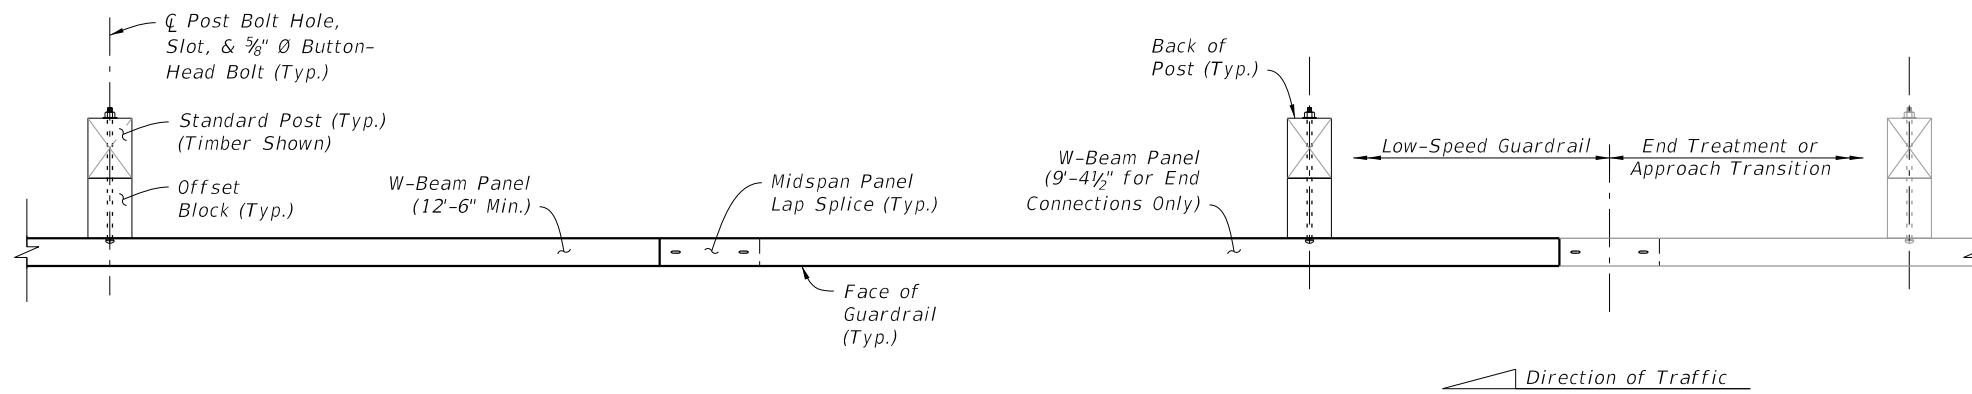 ℄ Post Bolt Hole,
Slot, & ⅝" Ø Button-
Head Bolt (Typ.)
Standard Post (Typ.)
(Timber Shown)
Offset
Block (Typ.)
W-Beam Panel
(12'-6" Min.)
Midspan Panel
Lap Splice (Typ.)
Face of
Guardrail
(Typ.)
W-Beam Panel
(9'-4½" for End
Connections Only)
Back of
Post (Typ.)
Low-Speed Guardrail
End Treatment or
Approach Transition
Direction of Traffic